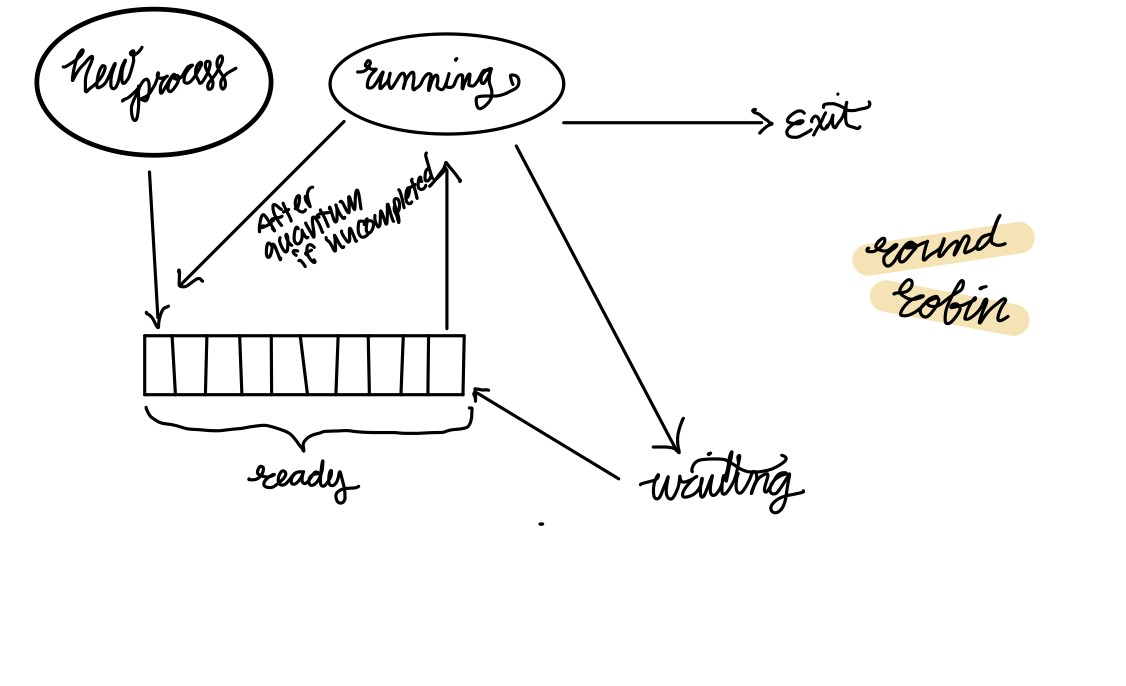 New
process
running
Exit
After
quantum
if uncompleted
round
robin
ready
waiting